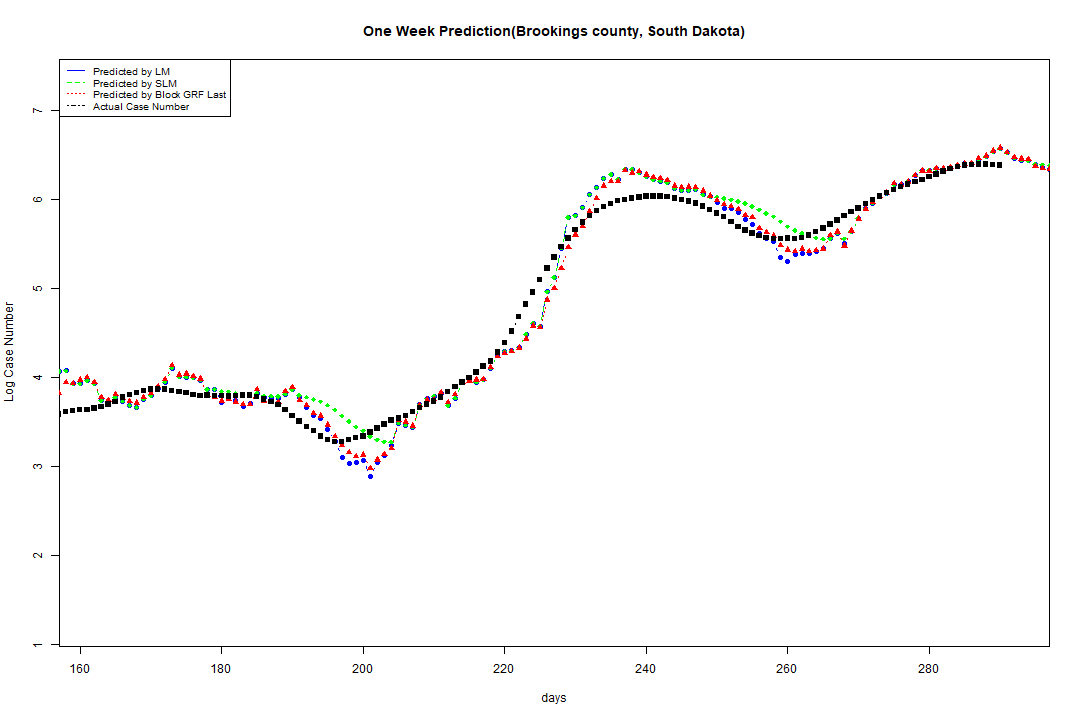 One Week Prediction(Brookings county, South Dakota)
Predicted by LM
Predicted by SLM
Predicted by Block GRF Last
Actual Case Number
7
6
5
4
3
2
1
Log Case Number
160 180 200 220 240 260 280
days